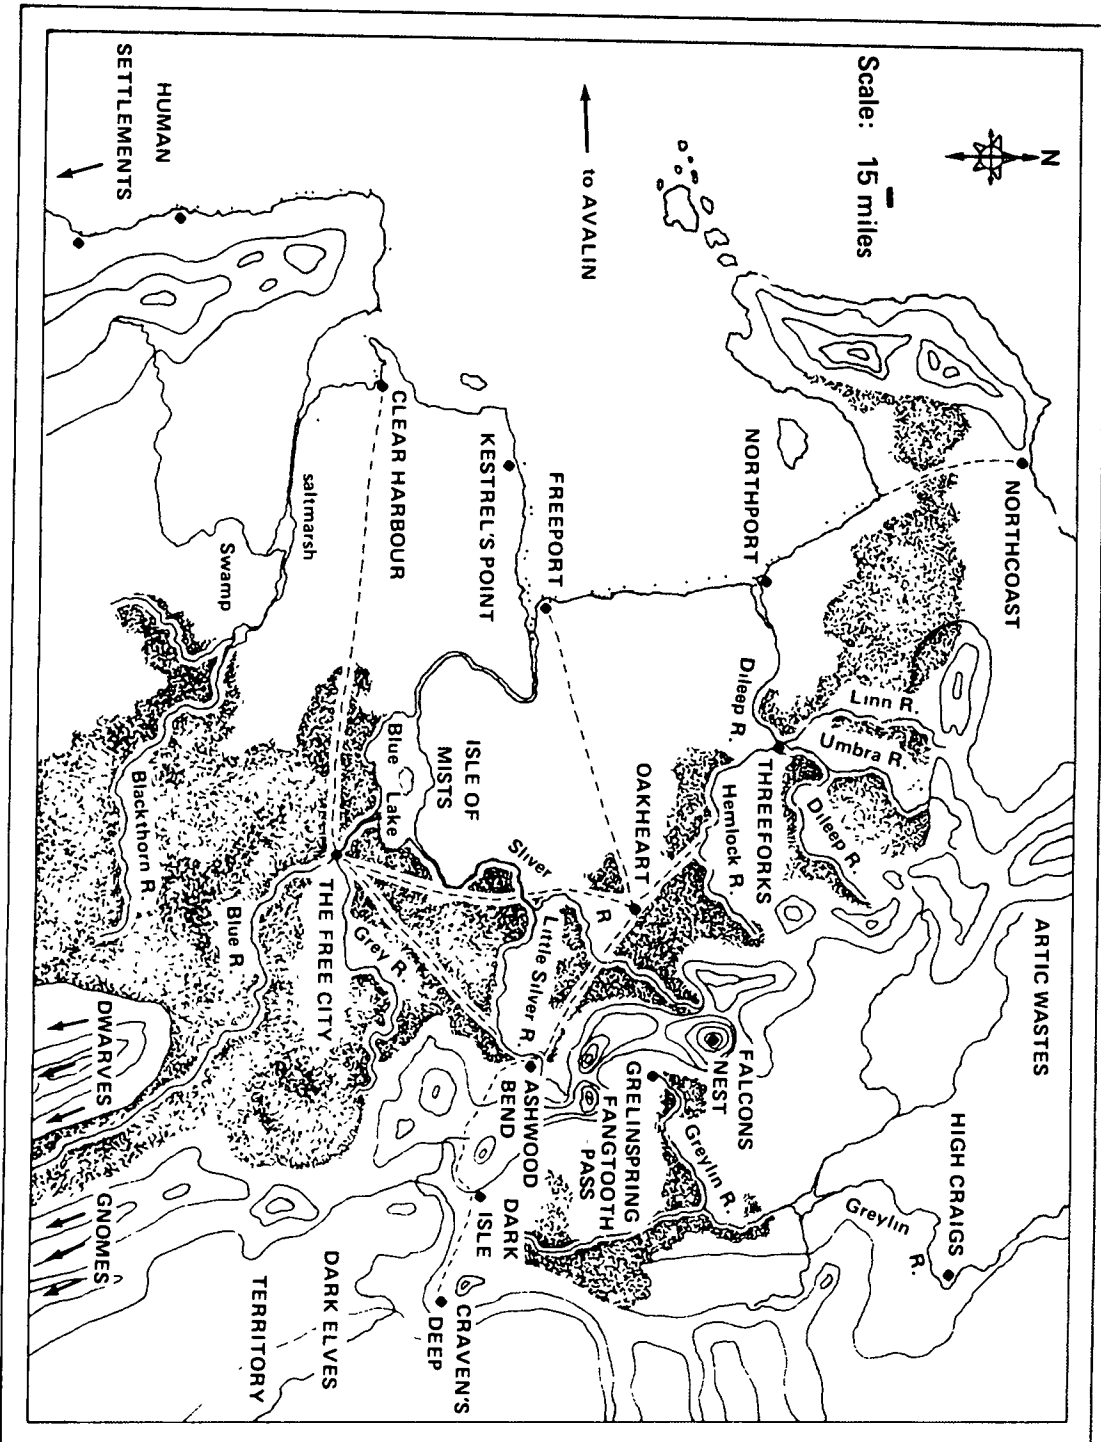 N
Scale: 15 miles
to AVALIN
HUMAN
SETTLEMENTS
NORTHCOAST
NORTHPORT
FREEPORT
KESTREL'S POINT
CLEAR HARBOUR
saltmarsh
Swamp
Linn R.
Umbra R.
Dileep R.
THREEFORKS
Dileep R.
Hemlock R.
OAKHEART
ISLE OF
MISTS
Blue Lake
Sliver R
Little Silver R.
Grey R.
THE FREE CITY
Blue R.
Blackthorn R.
ARTIC WASTES
FALCONS
NEST
GRELINSPRING
FANGTOOTH
PASS
Greylin R.
ASHWOOD
BEND
HIGH CRAIGS
Greylin R.
DARK
ISLE
CRAVEN'S
DEEP
DARK ELVES
TERRITORY
DWARVES
GNOMES